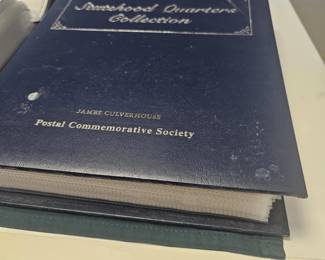 Statehood Quarters
Collection
JAMES CULVERHOUSE
Postal Commemorative Society